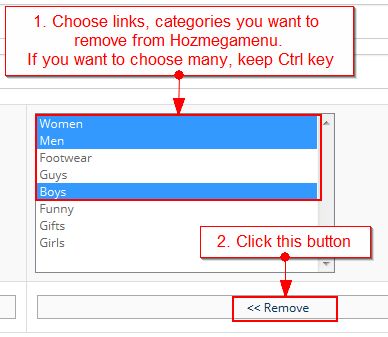 1. Choose links, categories you want to
remove from Hozmegamenu.
If you want to choose many, keep Ctrl key
Women
Men
Footwear
Guys
Boys
Funny
Gifts
Girls
2. Click this button
<< Remove